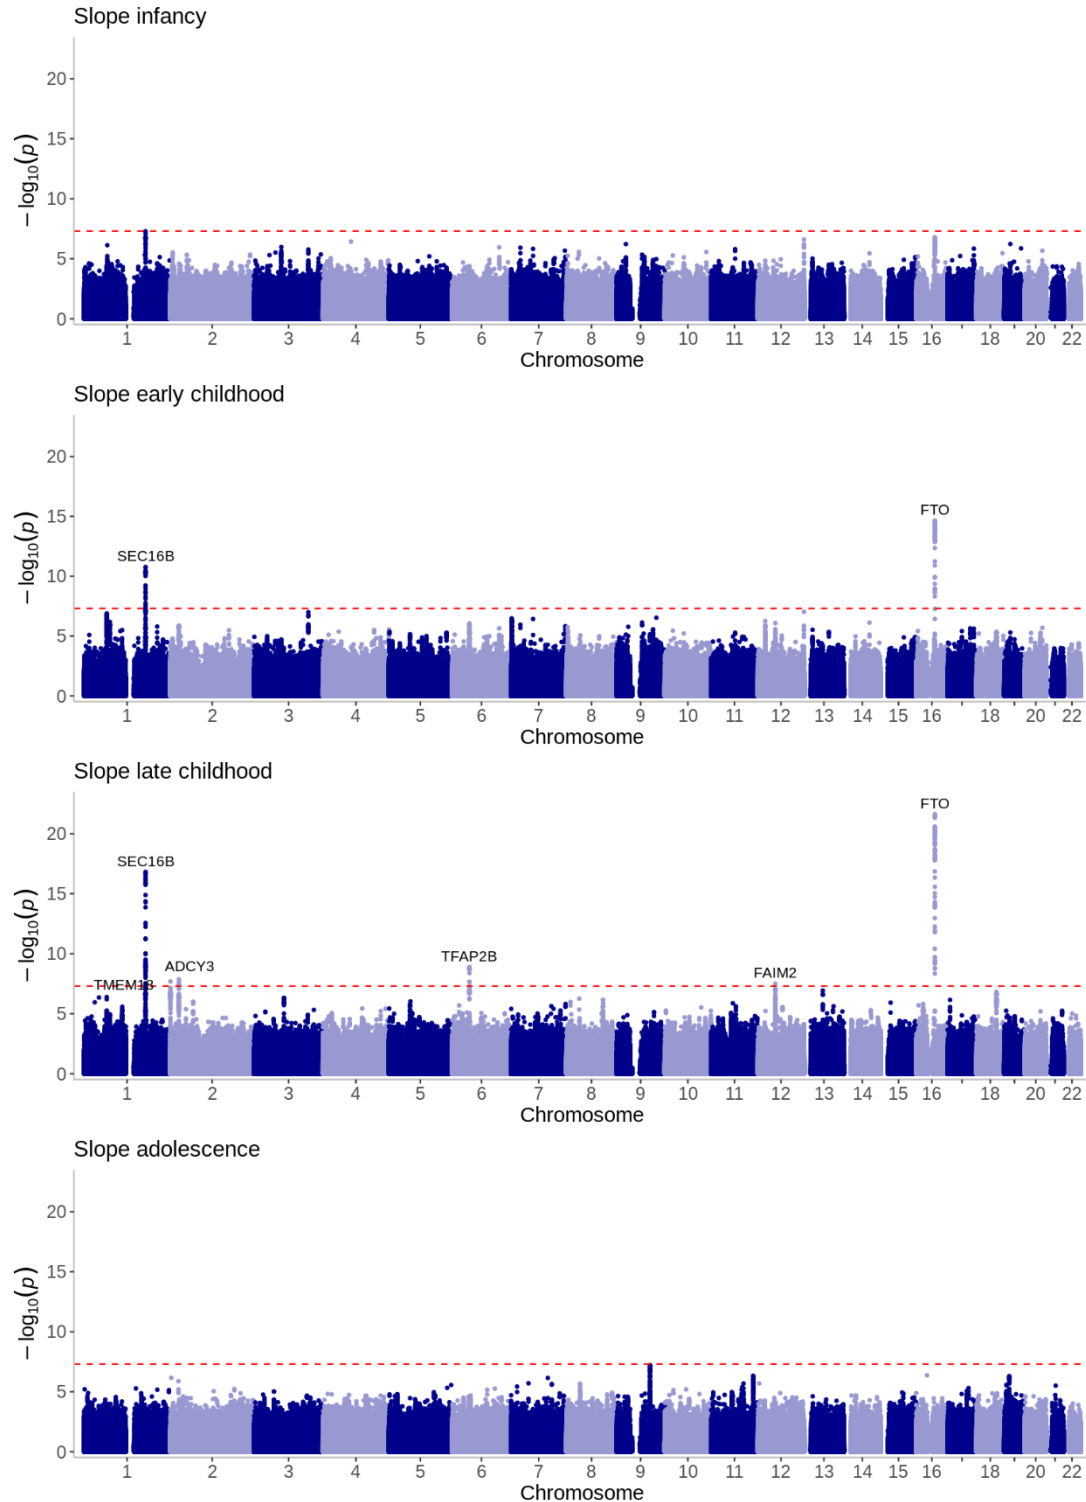 Slope infancy
20
15
10
5
0
− log10(p)
1 2 3 4 5 6 7 8 9 10 11 12 13 14 15 16 18 20 22
Chromosome
Slope early childhood
20
15
10
5
0
− log10(p)
FTO
SEC16B
1 2 3 4 5 6 7 8 9 10 11 12 13 14 15 16 18 20 22
Chromosome
Slope late childhood
20
15
10
5
0
− log10(p)
FTO
SEC16B
TFAP2B
ADCY3
FAIM2
TMEM18
1 2 3 4 5 6 7 8 9 10 11 12 13 14 15 16 18 20 22
Chromosome
Slope adolescence
20
15
10
5
0
− log10(p)
1 2 3 4 5 6 7 8 9 10 11 12 13 14 15 16 18 20 22
Chromosome